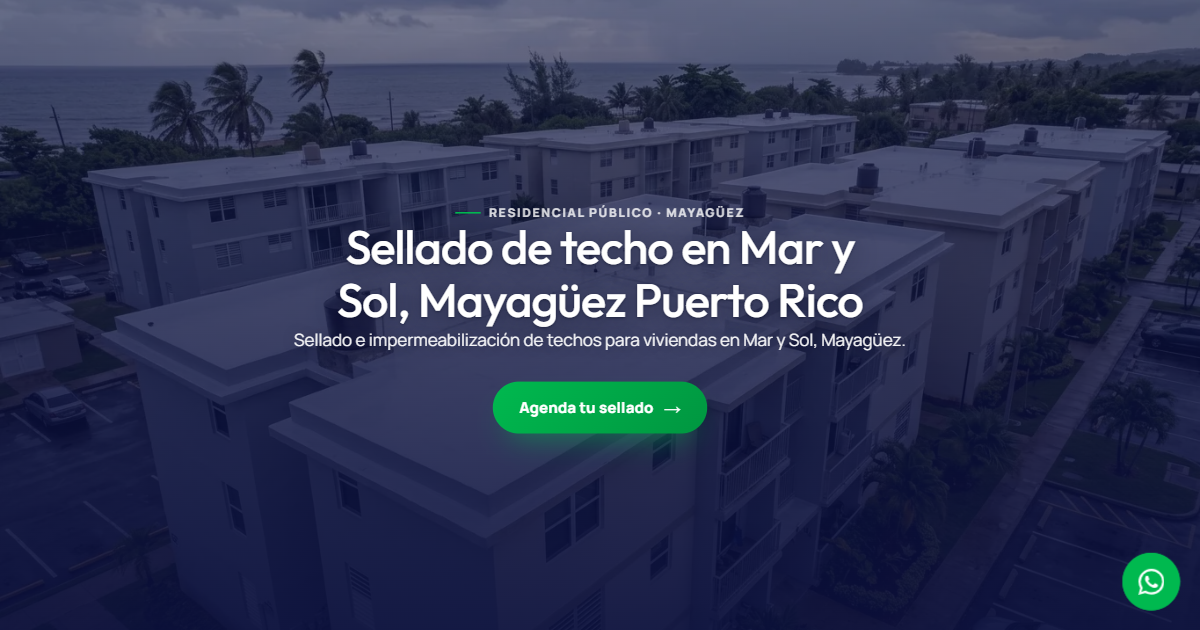 RESIDENCIAL PÚBLICO · MAYAGÜEZ
Sellado de techo en Mar y
Sol, Mayagüez Puerto Rico
Sellado e impermeabilización de techos para viviendas en Mar y Sol, Mayagüez.
Agenda tu sellado →